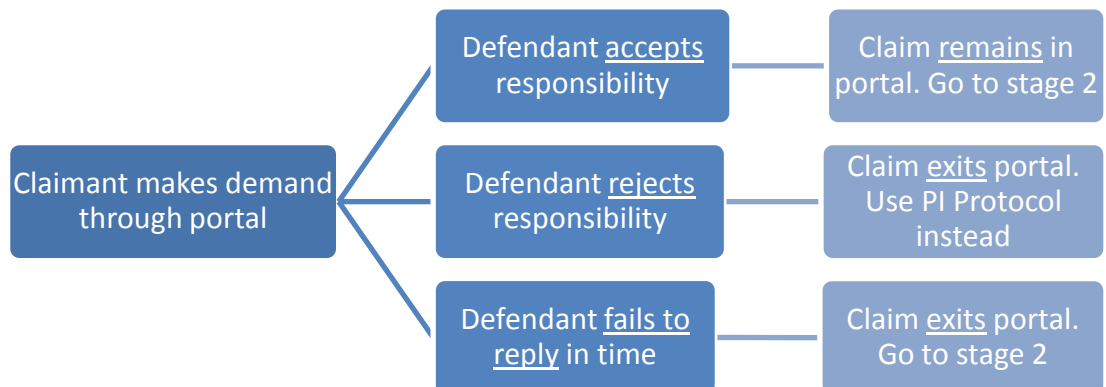 Defendant accepts
responsibility
Claim remains in
portal. Go to stage 2
Claimant makes demand
through portal
Defendant rejects
responsibility
Claim exits portal.
Use PI Protocol
instead
Defendant fails to
reply in time
Claim exits portal.
Go to stage 2